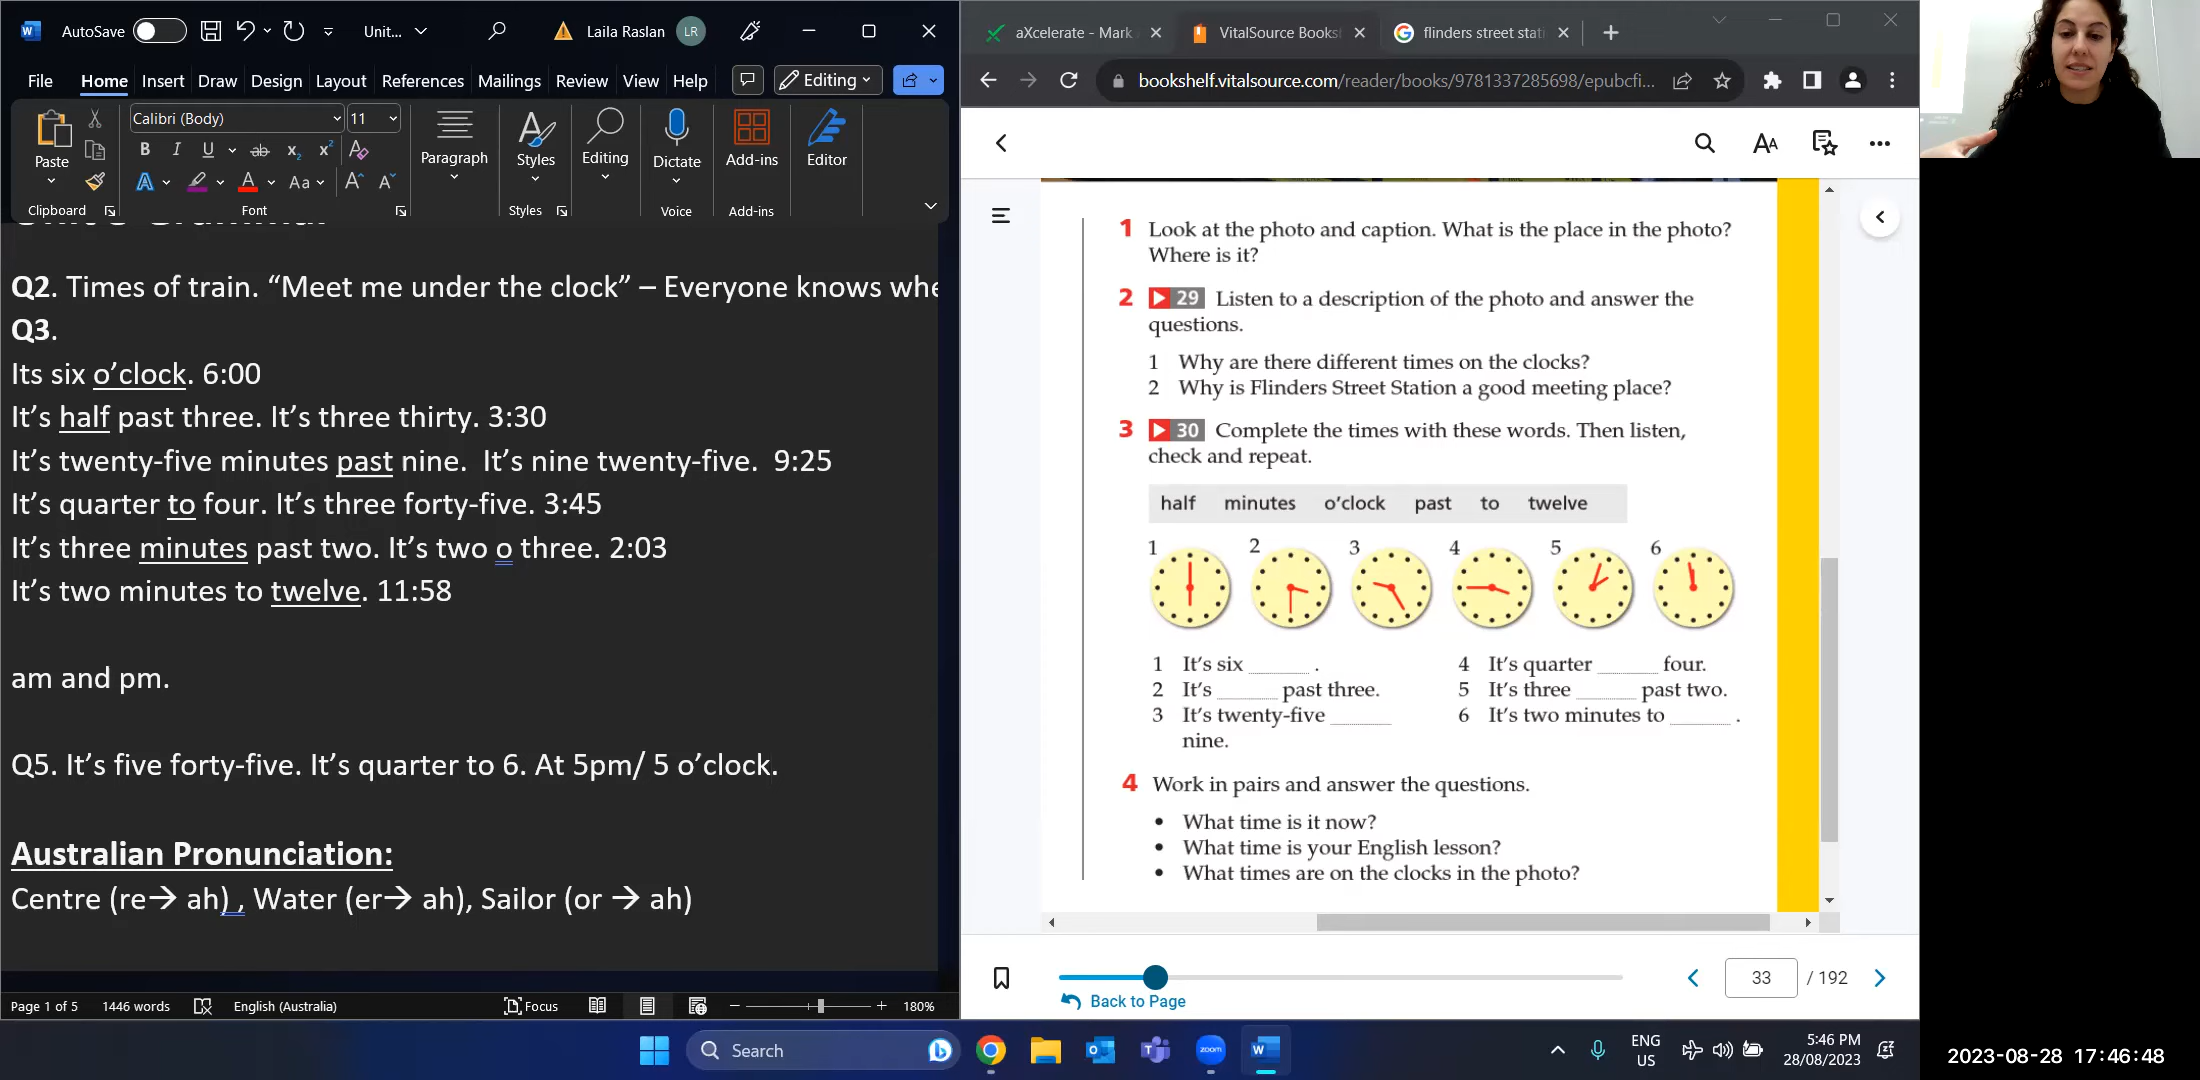 AutoSave
Unit...
Laila Raslan
LR
File Home Insert Draw Design Layout References Mailings Review View Help
Editing
Calibri (Body)
11
Paste
Paragraph
Styles
Editing
Dictate
Add-ins
Editor
Clipboard
Font
Styles
Voice
Add-ins
Q2. Times of train. “Meet me under the clock” – Everyone knows whe
Q3.
Its six o’clock. 6:00
It’s half past three. It’s three thirty. 3:30
It’s twenty-five minutes past nine. It’s nine twenty-five. 9:25
It’s quarter to four. It’s three forty-five. 3:45
It’s three minutes past two. It’s two o three. 2:03
It’s two minutes to twelve. 11:58
am and pm.
Q5. It’s five forty-five. It’s quarter to 6. At 5pm/ 5 o’clock.
Australian Pronunciation:
Centre (re→ ah) , Water (er→ ah), Sailor (or → ah)
Page 1 of 5
1446 words
English (Australia)
Focus
180%
aXcelerate - Mark
VitalSource Books
flinders street stati
bookshelf.vitalsource.com/reader/books/9781337285698/epubcfi...
1 Look at the photo and caption. What is the place in the photo?
Where is it?
2 29 Listen to a description of the photo and answer the
questions.
1 Why are there different times on the clocks?
2 Why is Flinders Street Station a good meeting place?
3 30 Complete the times with these words. Then listen,
check and repeat.
half minutes o’clock past to twelve
1 2 3 4 5 6
1 It’s six ______ .
2 It’s ______ past three.
3 It’s twenty-five ______
nine.
4 It’s quarter ______ four.
5 It’s three ______ past two.
6 It’s two minutes to ______ .
4 Work in pairs and answer the questions.
• What time is it now?
• What time is your English lesson?
• What times are on the clocks in the photo?
33 / 192
Back to Page
Search
zoom
ENG
US
5:46 PM
28/08/2023
2023-08-28 17:46:48